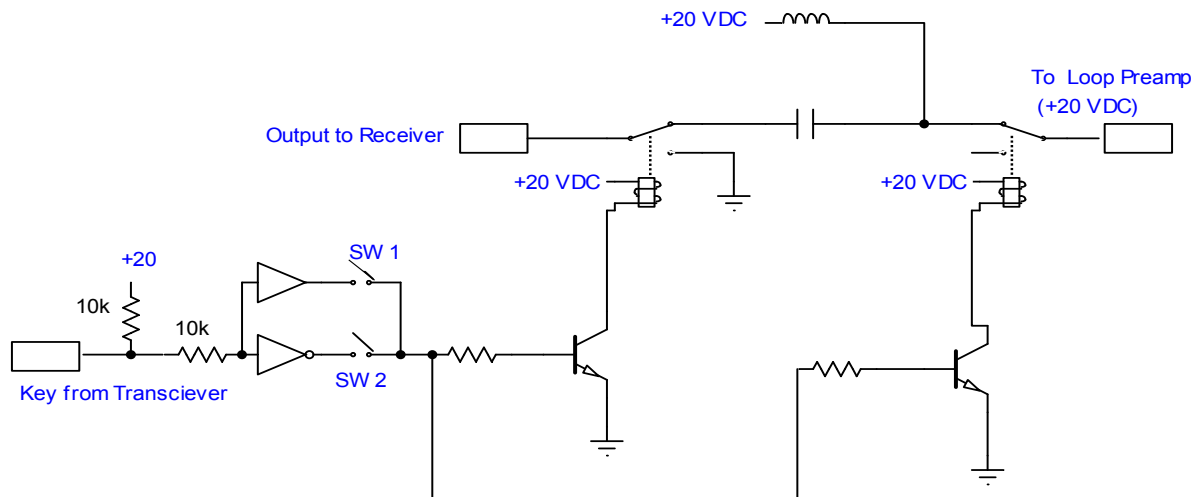 +20 VDC
To Loop Preamp
(+20 VDC)
Output to Receiver
+20 VDC
+20 VDC
SW 1
+20
10k
10k
SW 2
Key from Transciever